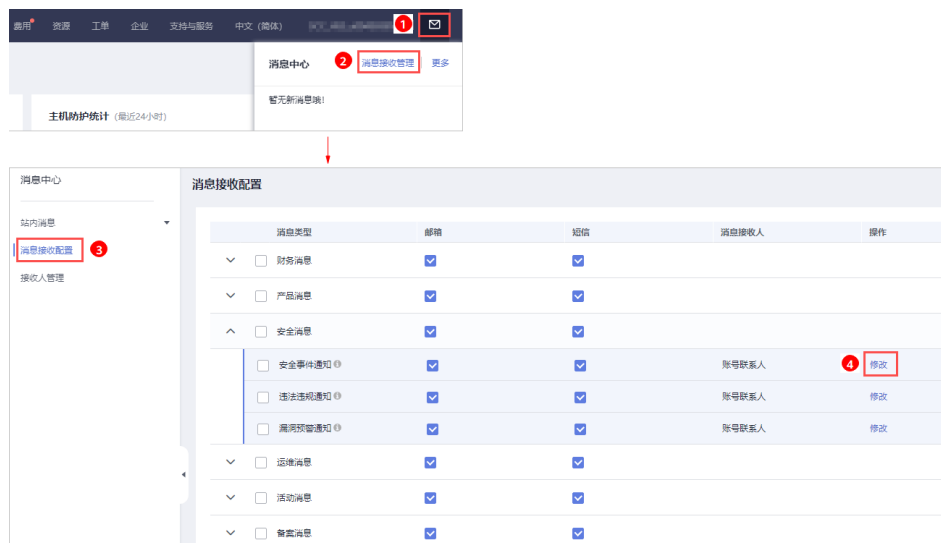 费用 资源 工单 企业 支持与服务 中文 (简体) 1
消息中心 2 消息接收管理 更多
暂无新消息哦!
主机防护统计 (最近24小时)
消息中心
消息接收配置
站内消息
消息接收配置 3
接收人管理
消息类型 邮箱 短信 消息接收人 操作
财务消息
产品消息
安全消息
安全事件通知 账号联系人 4 修改
违法违规通知 账号联系人 修改
漏洞预警通知 账号联系人 修改
运维消息
活动消息
备案消息